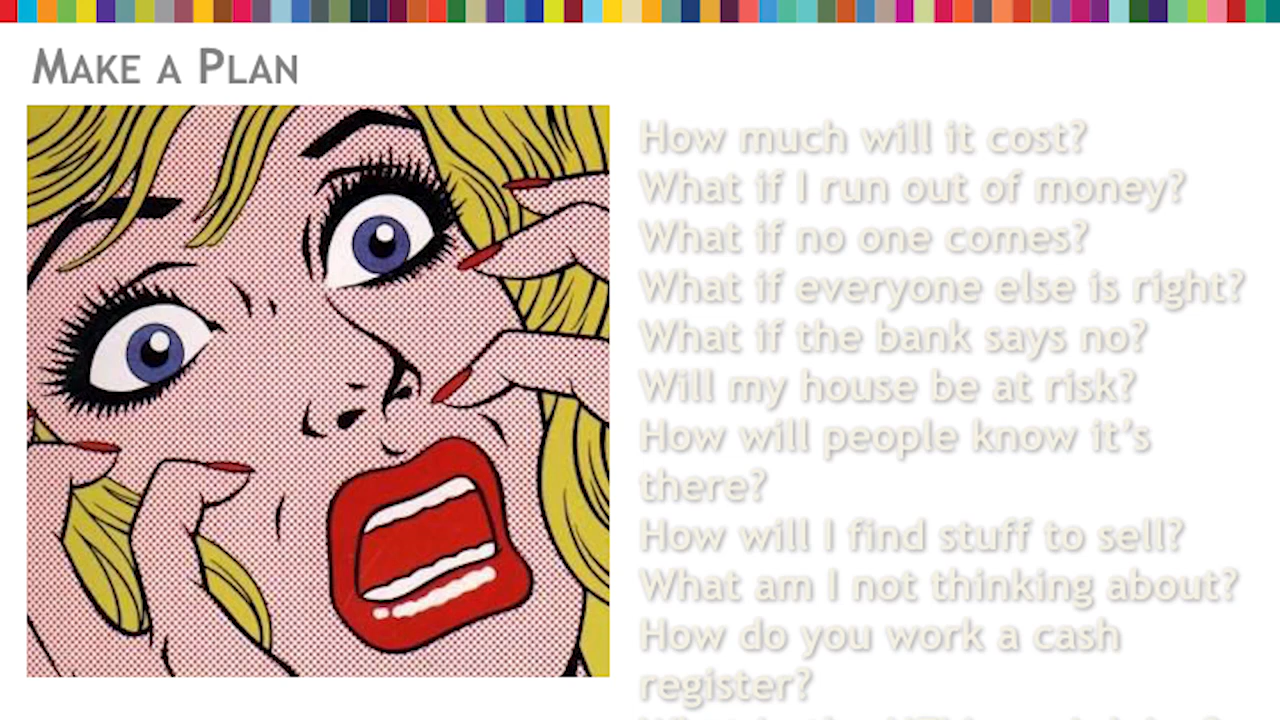 MAKE A PLAN
How much will it cost?
What if I run out of money?
What if no one comes?
What if everyone else is right?
What if the bank says no?
Will my house be at risk?
How will people know it’s
there?
How will I find stuff to sell?
What am I not thinking about?
How do you work a cash
register?